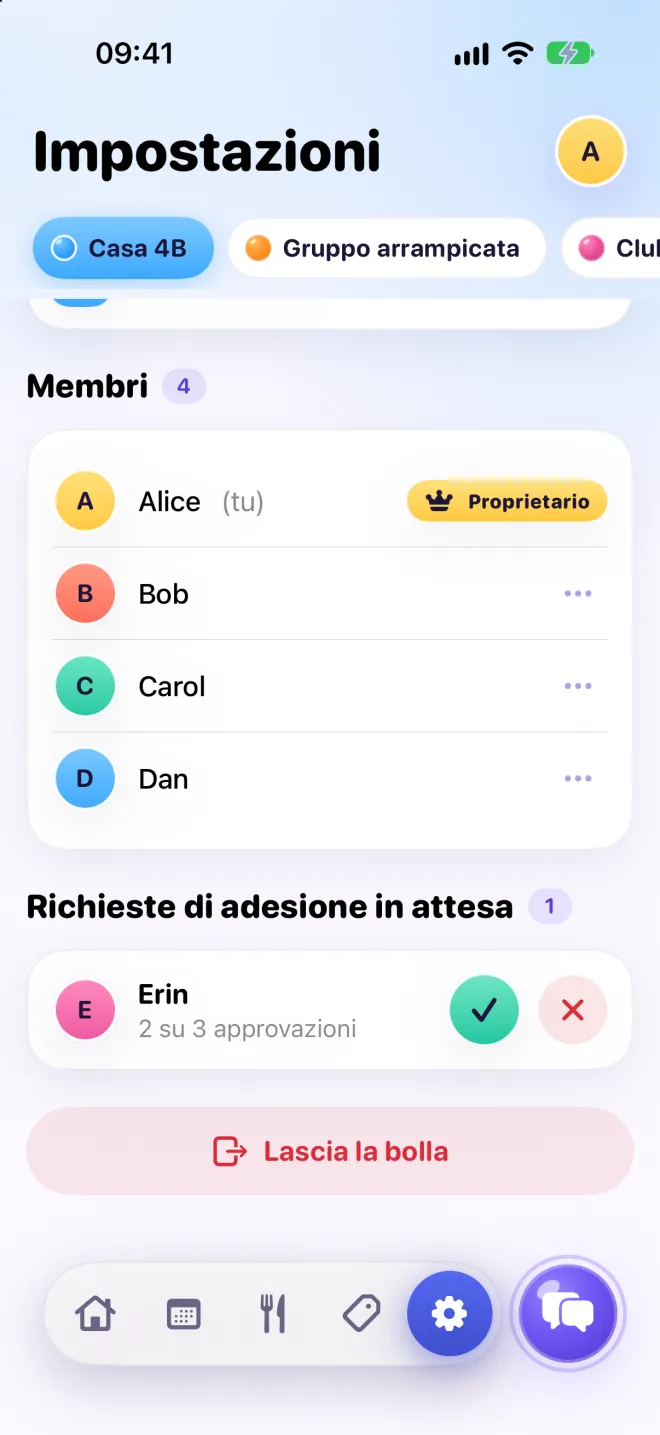 09:41
Impostazioni
A
Casa 4B
Gruppo arrampicata
Membri 4
A Alice (tu) Proprietario
B Bob
C Carol
D Dan
Richieste di adesione in attesa 1
E Erin
2 su 3 approvazioni
Lascia la bolla